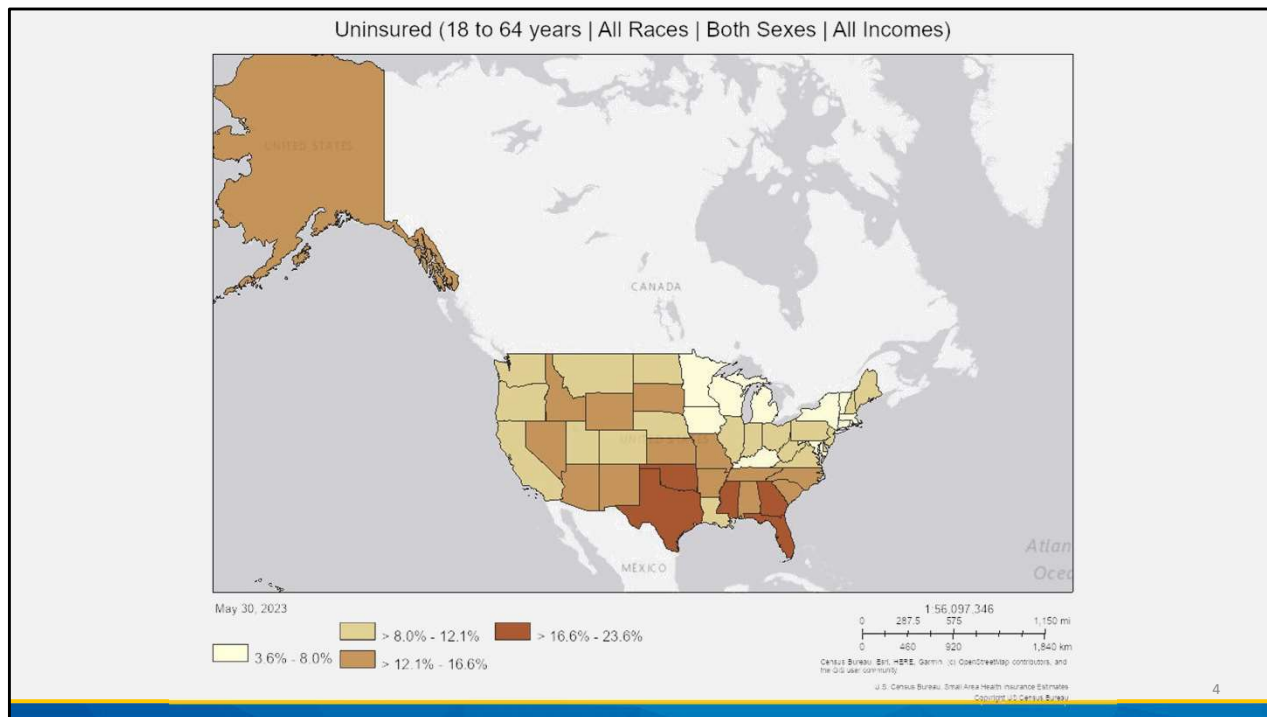 Uninsured (18 to 64 years | All Races | Both Sexes | All Incomes)
UNITED STATES
CANADA
UNITED STATES
MÉXICO
Atlan
Ocea
May 30, 2023
3.6% - 8.0%
> 8.0% - 12.1%
> 12.1% - 16.6%
> 16.6% - 23.6%
1:56,097,346
0 287.5 575 1,150 mi
0 460 920 1,840 km
Census Bureau, Esri, HERE, Garmin, (c) OpenStreetMap contributors, and
the GIS user community
U.S. Census Bureau, Small Area Health Insurance Estimates
Copyright US Census Bureau
4